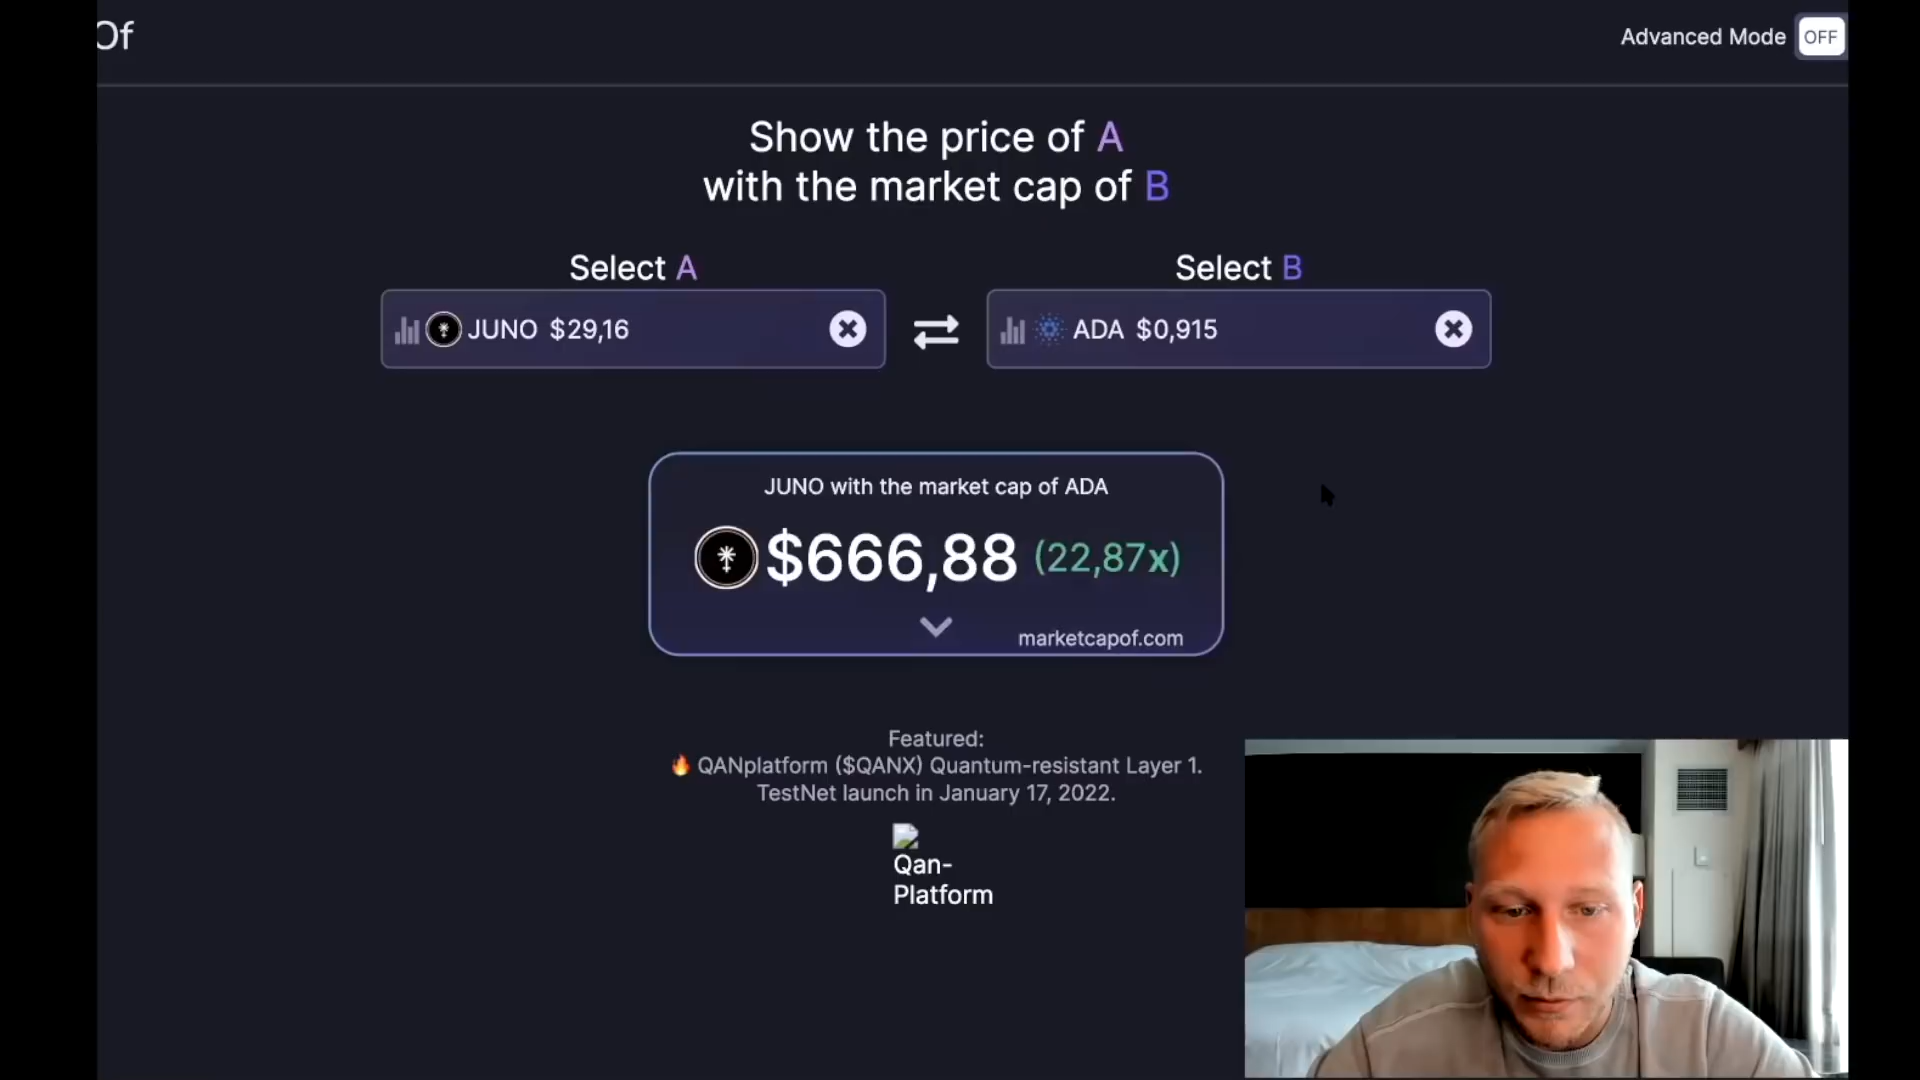 Of
Advanced Mode OFF
Show the price of A
with the market cap of B
Select A
Select B
JUNO $29,16
ADA $0,915
JUNO with the market cap of ADA
$666,88 (22,87x)
marketcapof.com
Featured:
🔥 QANplatform ($QANX) Quantum-resistant Layer 1.
TestNet launch in January 17, 2022.
Qan-
Platform